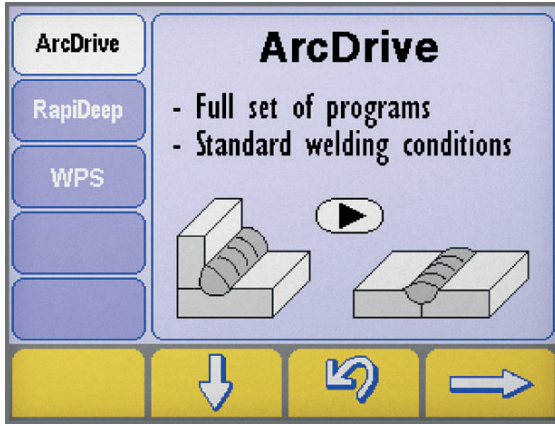 ArcDrive
RapiDeep
WPS
ArcDrive
- Full set of programs
- Standard welding conditions